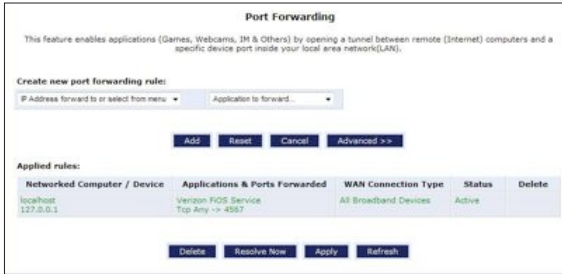 Port Forwarding
This feature enables applications (Games, Webcams, IM & Others) by opening a tunnel between remote (Internet) computers and a
specific device port inside your local area network(LAN).
Create new port forwarding rule:
IP Address forward to or select from menu Application to forward...
Add Reset Cancel Advanced >>
Applied rules:
Networked Computer / Device Applications & Ports Forwarded WAN Connection Type Status Delete
localhost Verizon FiOS Service All Broadband Devices Active
127.0.0.1 Tcp Any -> 4567
Delete Resolve Now Apply Refresh